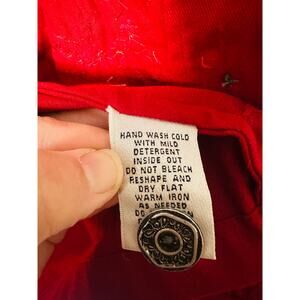 HAND WASH COLD
WITH MILD
DETERGENT
INSIDE OUT
DO NOT BLEACH
RESHAPE AND
DRY FLAT
WARM IRON
AS NEEDED
DO